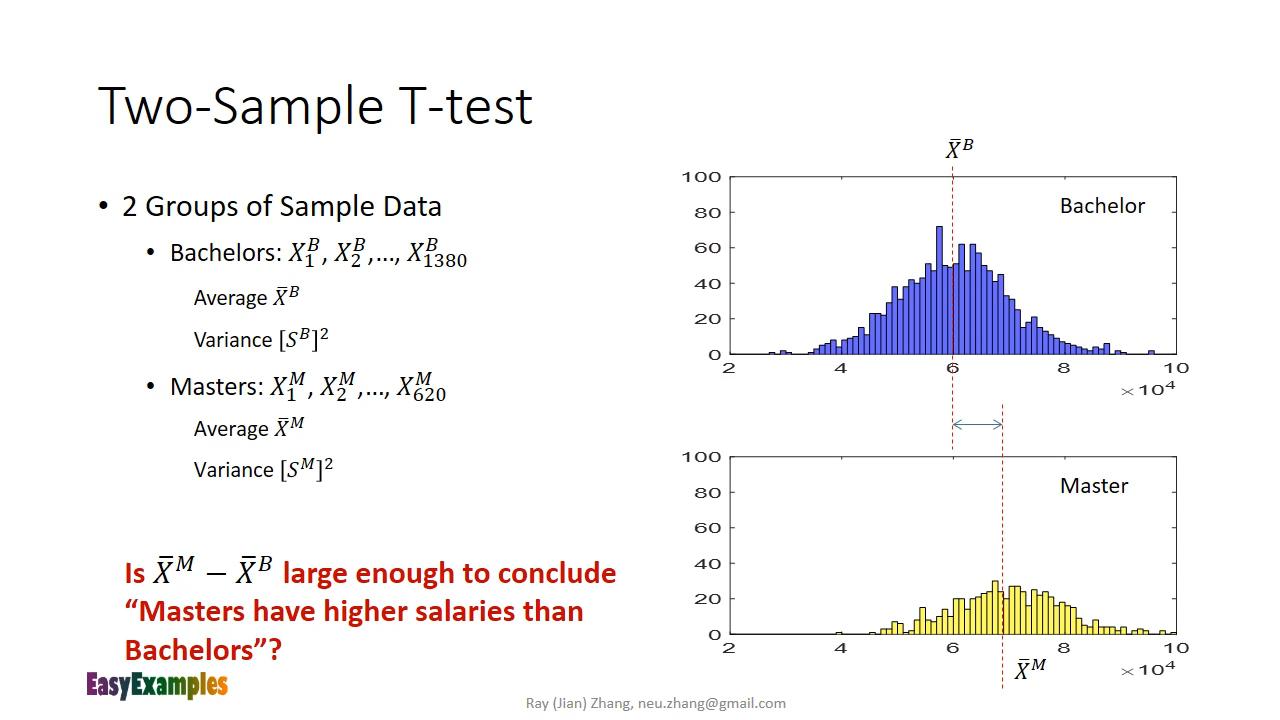 Two-Sample T-test
• 2 Groups of Sample Data
• Bachelors: X₁ᴮ, X₂ᴮ,..., X₁₃₈₀ᴮ
Average X̄ᴮ
Variance [Sᴮ]²
• Masters: X₁ᴹ, X₂ᴹ,..., X₆₂₀ᴹ
Average X̄ᴹ
Variance [Sᴹ]²
Is X̄ᴹ − X̄ᴮ large enough to conclude
“Masters have higher salaries than
Bachelors”?
EasyExamples
X̄ᴮ
Bachelor
100
80
60
40
20
0
2 4 6 8 10
×10⁴
Master
100
80
60
40
20
0
2 4 6 8 10
×10⁴
X̄ᴹ
Ray (Jian) Zhang, neu.zhang@gmail.com